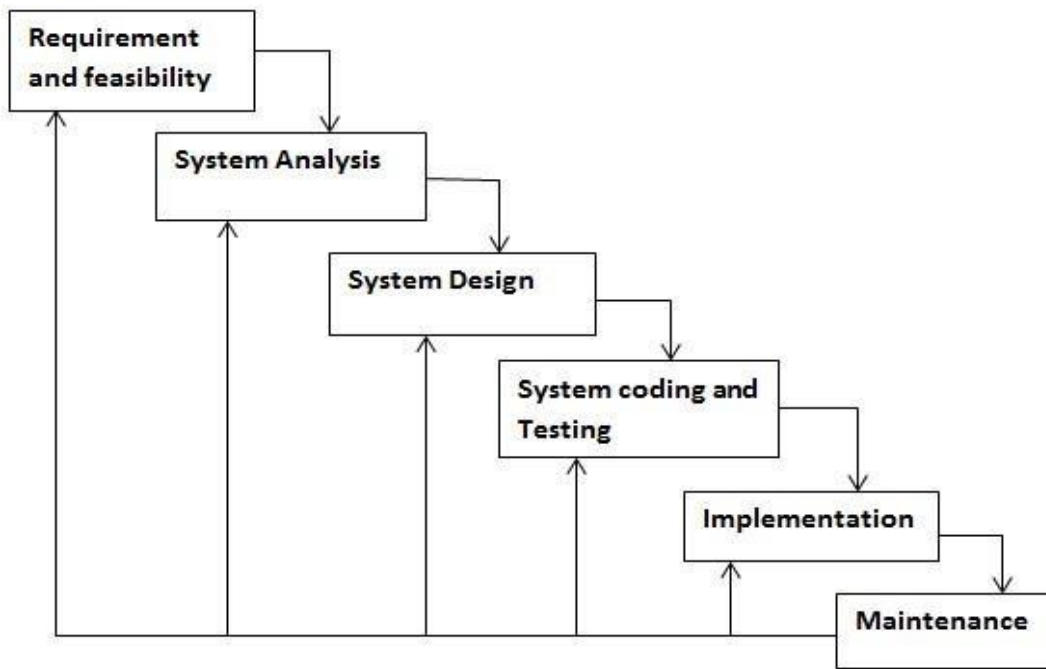 Requirement
and feasibility
System Analysis
System Design
System coding and
Testing
Implementation
Maintenance